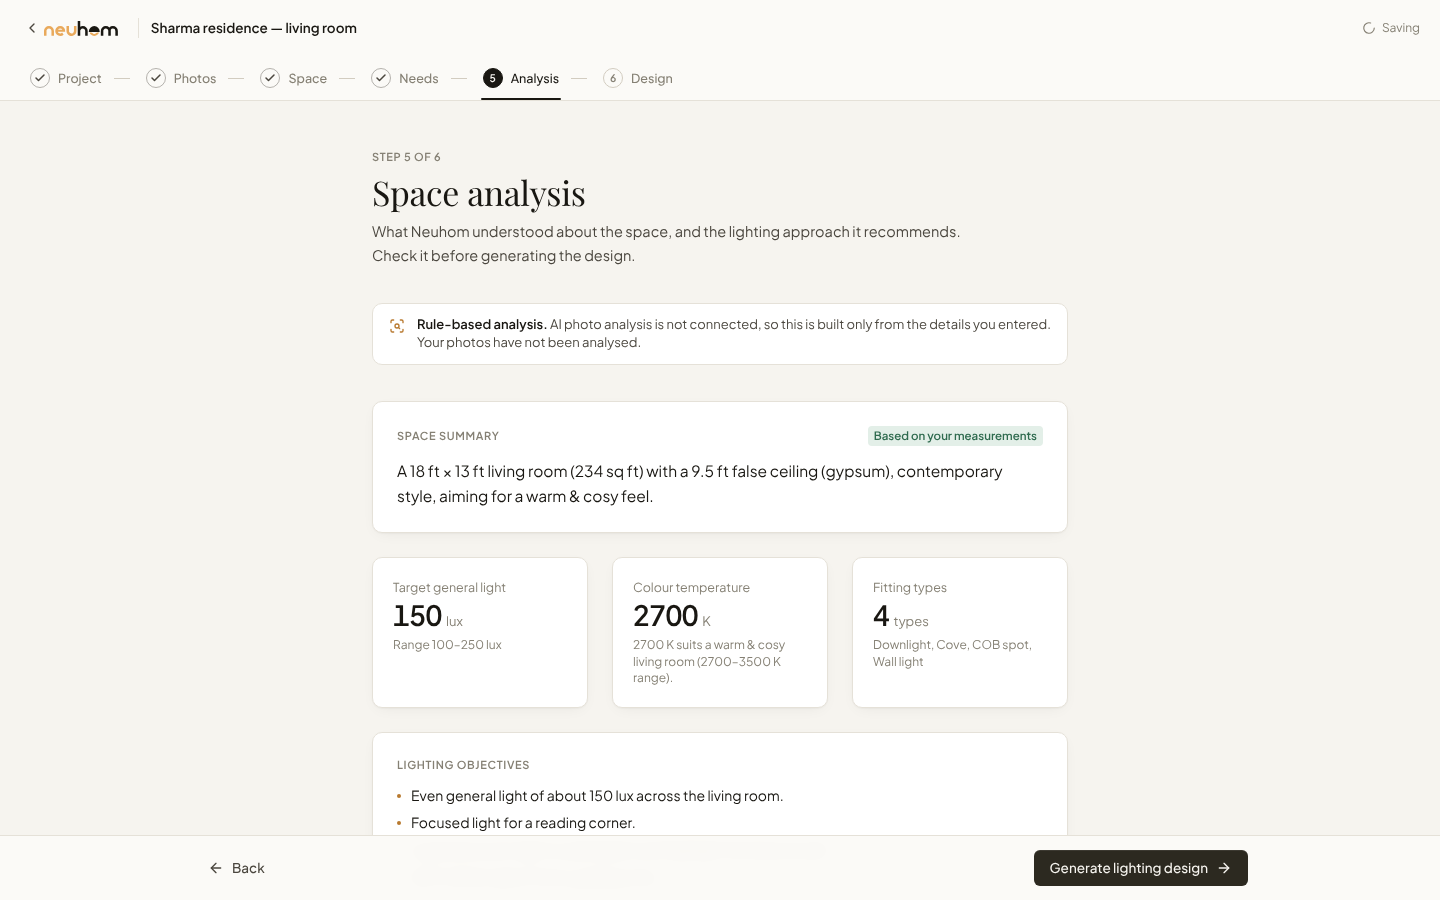 neuhom
Sharma residence — living room
Saving
Project
Photos
Space
Needs
5 Analysis
6 Design
STEP 5 OF 6
Space analysis
What Neuhom understood about the space, and the lighting approach it recommends.
Check it before generating the design.
Rule-based analysis. AI photo analysis is not connected, so this is built only from the details you entered.
Your photos have not been analysed.
SPACE SUMMARY
Based on your measurements
A 18 ft × 13 ft living room (234 sq ft) with a 9.5 ft false ceiling (gypsum), contemporary
style, aiming for a warm & cosy feel.
Target general light
150 lux
Range 100–250 lux
Colour temperature
2700 K
2700 K suits a warm & cosy
living room (2700–3500 K
range).
Fitting types
4 types
Downlight, Cove, COB spot,
Wall light
LIGHTING OBJECTIVES
• Even general light of about 150 lux across the living room.
• Focused light for a reading corner.
← Back
Generate lighting design →